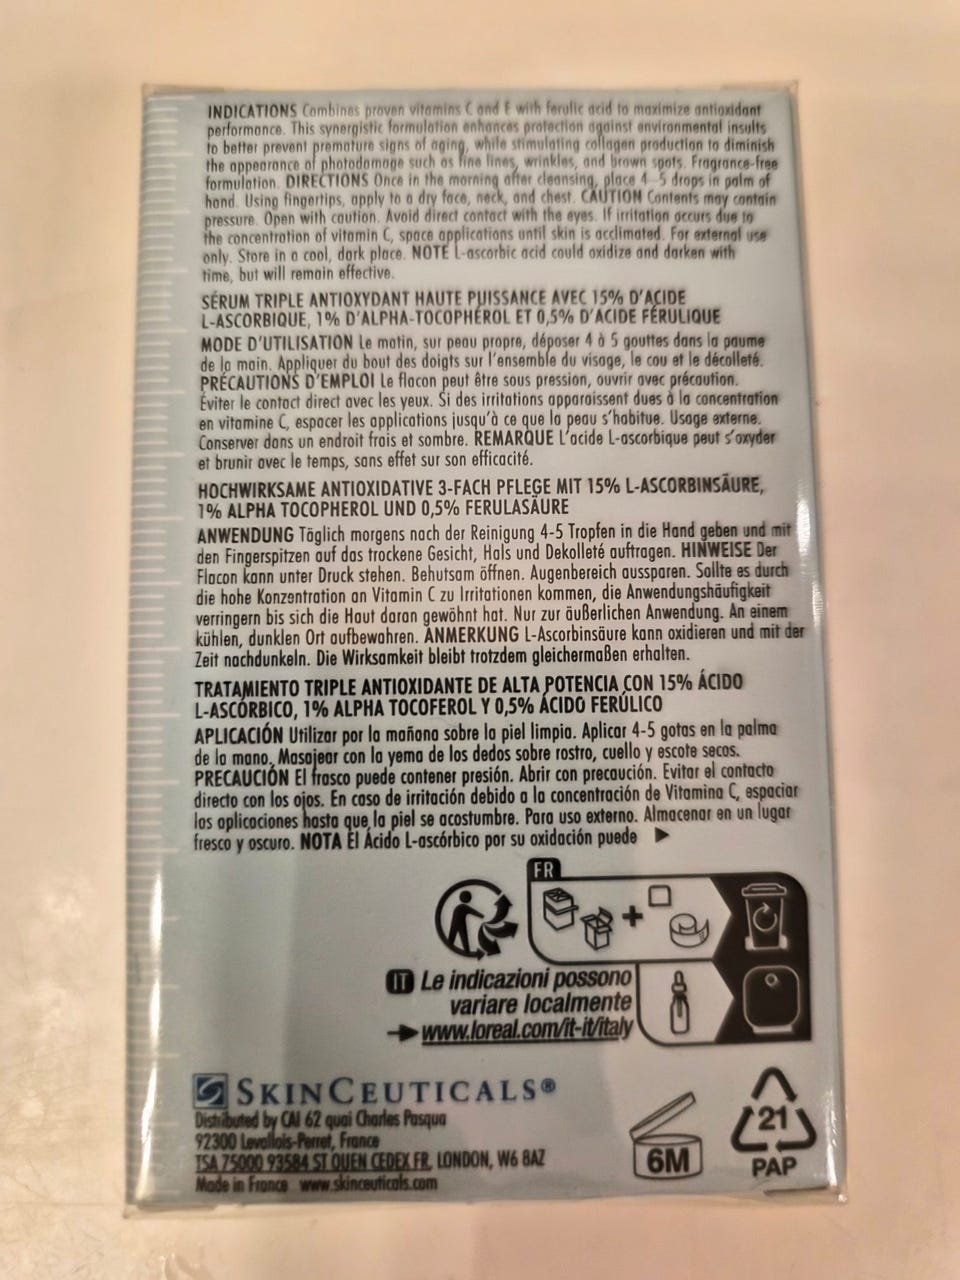 INDICATIONS Combines proven vitamins C and E with ferulic acid to maximize antioxidant
performance. This synergistic formulation enhances protection against environmental insults
to better prevent premature signs of aging, while stimulating collagen production to diminish
the appearance of photodamage such as fine lines, wrinkles, and brown spots. Fragrance-free
formulation. DIRECTIONS Once in the morning after cleansing, place 4-5 drops in palm of
hand. Using fingertips, apply to a dry face, neck, and chest. CAUTION Contents may contain
pressure. Open with caution. Avoid direct contact with the eyes. If irritation occurs due to
the concentration of vitamin C, space applications until skin is acclimated. For external use
only. Store in a cool, dark place. NOTE L-ascorbic acid could oxidize and darken with
time, but will remain effective.
SÉRUM TRIPLE ANTIOXYDANT HAUTE PUISSANCE AVEC 15% D'ACIDE
L-ASCORBIQUE, 1% D'ALPHA-TOCOPHÉROL ET 0,5% D'ACIDE FÉRULIQUE
MODE D'UTILISATION Le matin, sur peau propre, déposer 4 à 5 gouttes dans la paume
de la main. Appliquer du bout des doigts sur l'ensemble du visage, le cou et le décolleté.
PRÉCAUTIONS D'EMPLOI Le flacon peut être sous pression, ouvrir avec précaution.
Éviter le contact direct avec les yeux. Si des irritations apparaissent dues à la concentration
en vitamine C, espacer les applications jusqu'à ce que la peau s'habitue. Usage externe.
Conserver dans un endroit frais et sombre. REMARQUE L'acide L-ascorbique peut s'oxyder
et brunir avec le temps, sans effet sur son efficacité.
HOCHWIRKSAME ANTIOXIDATIVE 3-FACH PFLEGE MIT 15% L-ASCORBINSÄURE,
1% ALPHA TOCOPHEROL UND 0,5% FERULASÄURE
ANWENDUNG Täglich morgens nach der Reinigung 4-5 Tropfen in die Hand geben und mit
den Fingerspitzen auf das trockene Gesicht, Hals und Dekolleté auftragen. HINWEISE Der
Flacon kann unter Druck stehen. Behutsam öffnen. Augenbereich aussparen. Sollte es durch
die hohe Konzentration an Vitamin C zu Irritationen kommen, die Anwendungshäufigkeit
verringern bis sich die Haut daran gewöhnt hat. Nur zur äußerlichen Anwendung. An einem
kühlen, dunklen Ort aufbewahren. ANMERKUNG L-Ascorbinsäure kann oxidieren und mit der
Zeit nachdunkeln. Die Wirksamkeit bleibt trotzdem gleichermaßen erhalten.
TRATAMIENTO TRIPLE ANTIOXIDANTE DE ALTA POTENCIA CON 15% ÁCIDO
L-ASCÓRBICO, 1% ALPHA TOCOFEROL Y 0,5% ÁCIDO FERÚLICO
APLICACIÓN Utilizar por la mañana sobre la piel limpia. Aplicar 4-5 gotas en la palma
de la mano. Masajear con la yema de los dedos sobre rostro, cuello y escote secos.
PRECAUCIÓN El frasco puede contener presión. Abrir con precaución. Evitar el contacto
directo con los ojos. En caso de irritación debido a la concentración de Vitamina C, espaciar
las aplicaciones hasta que la piel se acostumbre. Para uso externo. Almacenar en un lugar
fresco y oscuro. NOTA El Ácido L-ascórbico por su oxidación puede ▶
FR
+
IT Le indicazioni possono
variare localmente
www.loreal.com/it-it/italy
SKINCEUTICALS®
Distributed by CAI 62 quai Charles Pasqua
92300 Levallois-Perret, France
TSA 75000 93584 ST OUEN CEDEX FR, LONDON, W6 8AZ
Made in France www.skinceuticals.com
6M
21
PAP